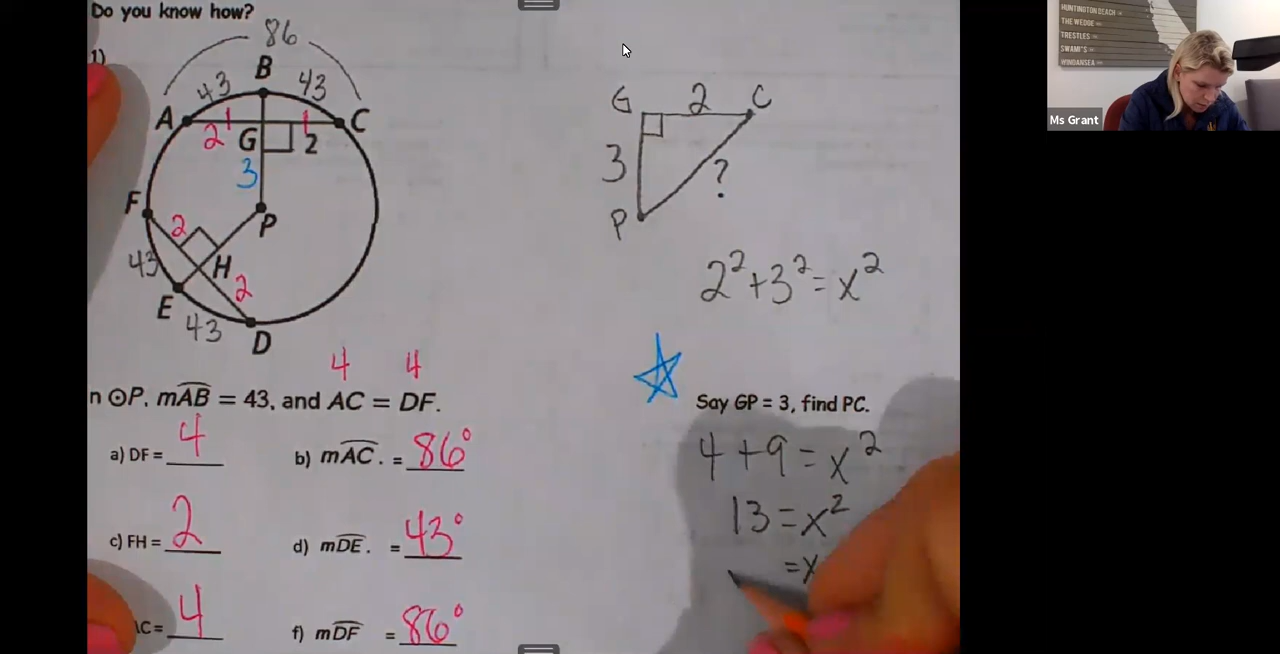 Do you know how?
86
1)
B
43 43
A C
2 G 2
3
F
P
2
43 H
E 2
43
D
4 4
n ⊙P, mAB = 43, and AC = DF.
a) DF = 4 b) mAC. = 86°
c) FH = 2 d) mDE. = 43°
AC= 4 f) mDF = 86°
G 2 C
3 ?
P
2² + 3² = x²
Say GP = 3, find PC.
4 + 9 = x²
13 = x²
= x
HUNTINGTON BEACH
THE WEDGE
TRESTLES
SWAMI'S
WINDANSEA
Ms Grant